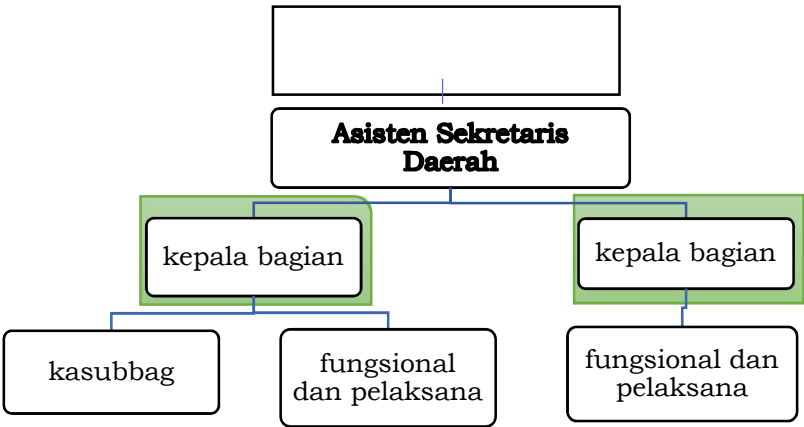 Asisten Sekretaris
Daerah
kepala bagian
kepala bagian
kasubbag
fungsional
dan pelaksana
fungsional dan
pelaksana